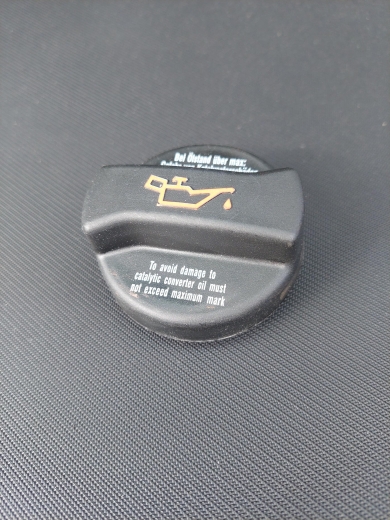 Bei Ölstand über max:
To avoid damage to
catalytic converter oil must
not exceed maximum mark